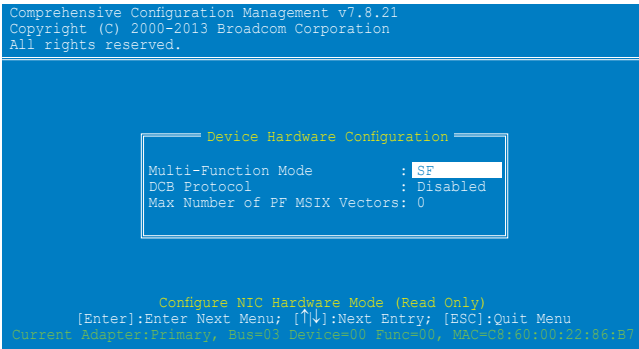 Comprehensive Configuration Management v7.8.21
Copyright (C) 2000-2013 Broadcom Corporation
All rights reserved.
Device Hardware Configuration
Multi-Function Mode : SF
DCB Protocol : Disabled
Max Number of PF MSIX Vectors: 0
Configure NIC Hardware Mode (Read Only)
[Enter]:Enter Next Menu; [↑|↓]:Next Entry; [ESC]:Quit Menu
Current Adapter:Primary, Bus=03 Device=00 Func=00, MAC=C8:60:00:22:86:B7